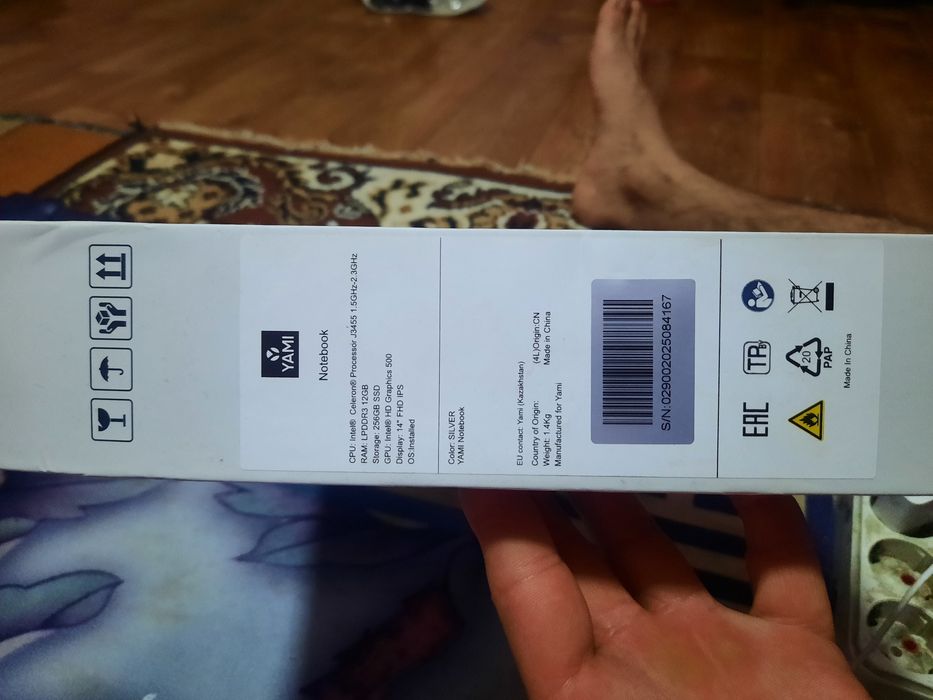 YAMI
Notebook
CPU: Intel® Celeron® Processor J3455 1.5GHz-2.3GHz
RAM: LPDDR3 12GB
Storage: 256GB SSD
GPU: Intel® HD Graphics 500
Display: 14" FHD IPS
OS:Installed
Color: SILVER
YAMI Notebook
EU contact: Yami (Kazakhstan)
Country of Origin: (4L)Origin:CN
Weight: 1.4Kg Made in China
Manufactured for Yami
S/N:029002025084167
EAC
TP
BY
20
PAP
Made In China